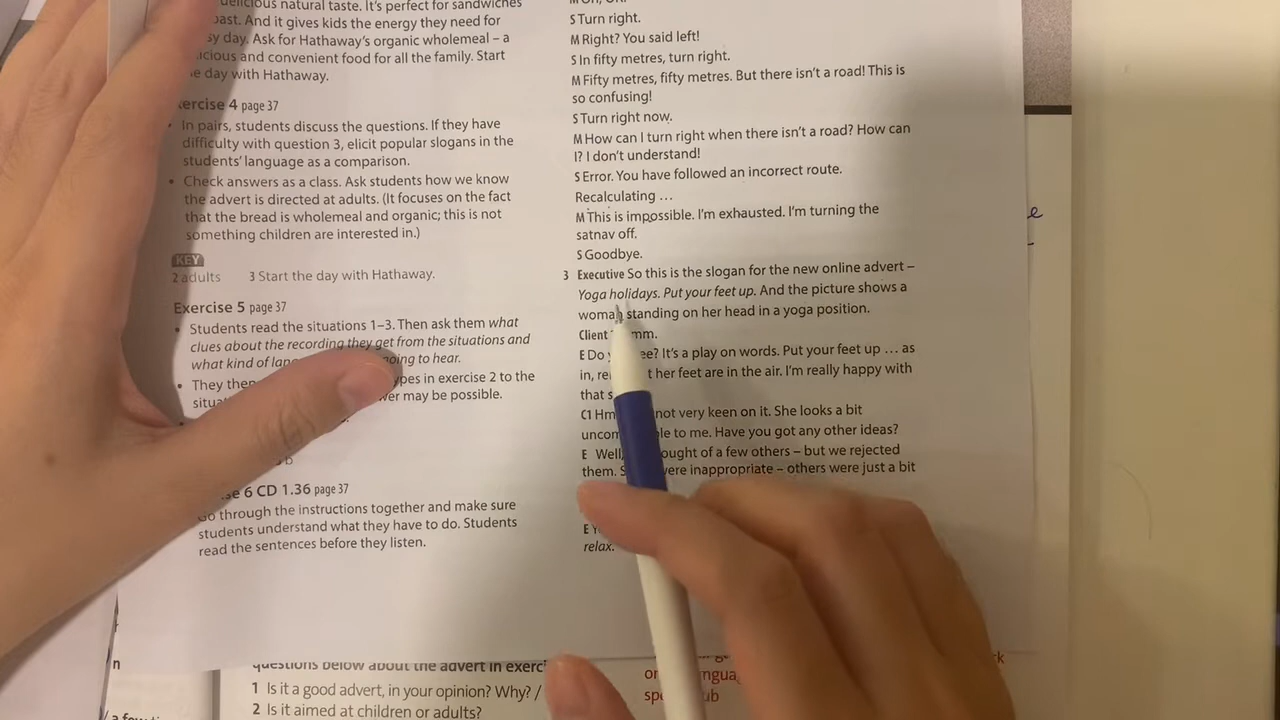 delicious natural taste. It's perfect for sandwiches
And it gives kids the energy they need for
day. Ask for Hathaway's organic wholemeal – a
and convenient food for all the family. Start
day with Hathaway.
Exercise 4 page 37
• In pairs, students discuss the questions. If they have
difficulty with question 3, elicit popular slogans in the
students' language as a comparison.
• Check answers as a class. Ask students how we know
the advert is directed at adults. (It focuses on the fact
that the bread is wholemeal and organic; this is not
something children are interested in.)
KEY
2 adults 3 Start the day with Hathaway.
Exercise 5 page 37
• Students read the situations 1–3. Then ask them what
clues about the recording they get from the situations and
what kind of going to hear.
• They then in exercise 2 to the
may be possible.
b
6 CD 1.36 page 37
Go through the instructions together and make sure
students understand what they have to do. Students
read the sentences before they listen.
S Turn right.
M Right? You said left!
S In fifty metres, turn right.
M Fifty metres, fifty metres. But there isn't a road! This is
so confusing!
S Turn right now.
M How can I turn right when there isn't a road? How can
I? I don't understand!
S Error. You have followed an incorrect route.
Recalculating …
M This is impossible. I'm exhausted. I'm turning the
satnav off.
S Goodbye.
3 Executive So this is the slogan for the new online advert –
Yoga holidays. Put your feet up. And the picture shows a
woman standing on her head in a yoga position.
Client
E Do It's a play on words. Put your feet up … as
in, her feet are in the air. I'm really happy with
that
C1 not very keen on it. She looks a bit
to me. Have you got any other ideas?
E Well, of a few others – but we rejected
them. were inappropriate – others were just a bit
E
relax.
questions below about the advert in
1 Is it a good advert, in your opinion? Why? /
2 Is it aimed at children or adults?